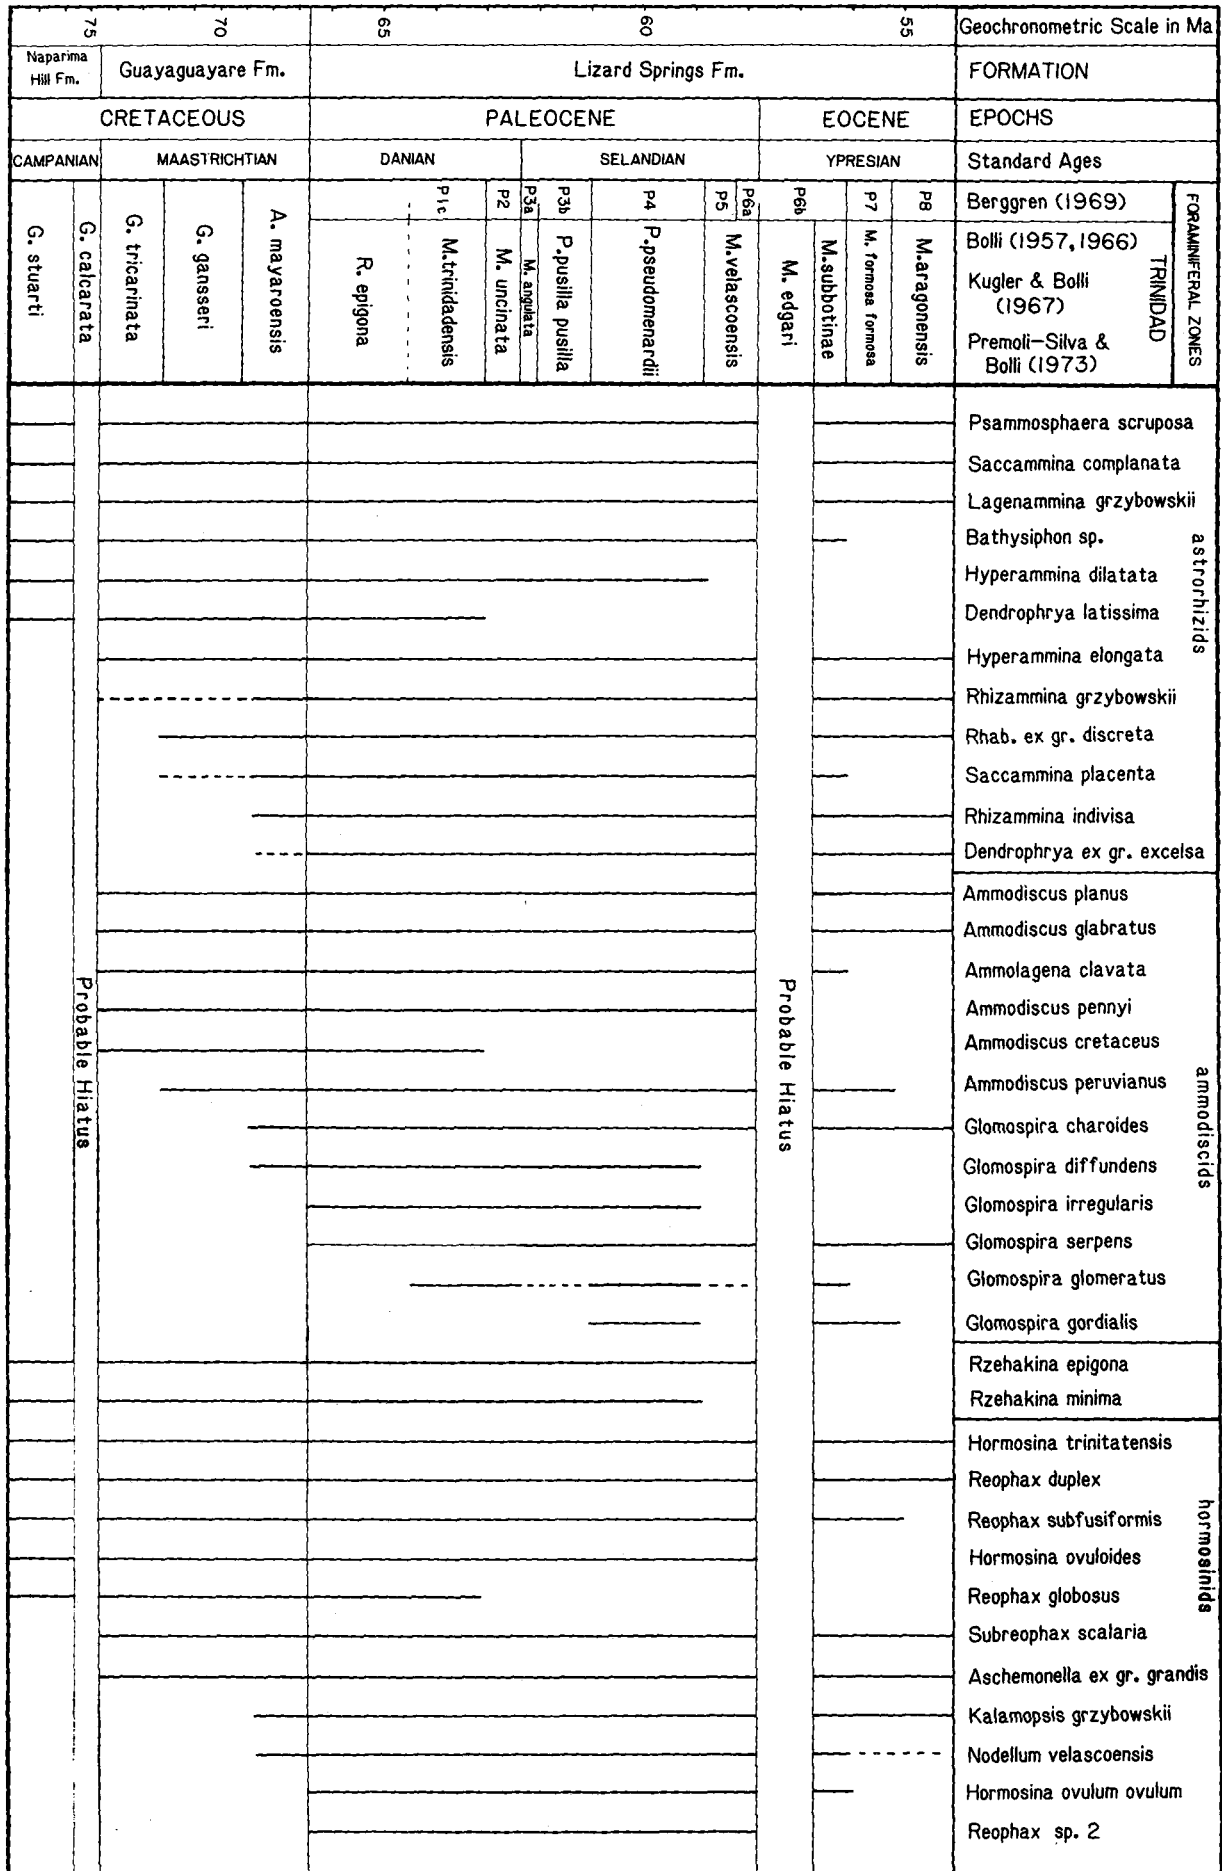 75 70 65 60 55 Geochronometric Scale in Ma
Naparima Hill Fm. Guayaguayare Fm. Lizard Springs Fm. FORMATION
CRETACEOUS PALEOCENE EOCENE EPOCHS
CAMPANIAN MAASTRICHTIAN DANIAN SELANDIAN YPRESIAN Standard Ages
P1c P2 P3a P3b P4 P5 P6a P6b P7 P8 Berggren (1969)
G. stuarti
G. calcarata
G. tricarinata
G. gansseri
A. mayaroensis
R. epigona
M. trinidadensis
M. uncinata
M. angulata
P. pusilla pusilla
P. pseudomenardii
M. velascoensis
M. edgari
M. subbotinae
M. formosa formosa
M. aragonensis
Bolli (1957, 1966)
Kugler & Bolli
(1967)
Premoli-Silva &
Bolli (1973)
TRINIDAD
FORAMINIFERAL ZONES
Psammosphaera scruposa
Saccammina complanata
Lagenammina grzybowskii
Bathysiphon sp.
Hyperammina dilatata
Dendrophrya latissima
Hyperammina elongata
Rhizammina grzybowskii
Rhab. ex gr. discreta
Saccammina placenta
Rhizammina indivisa
Dendrophrya ex gr. excelsa
astrorhizids
Ammodiscus planus
Ammodiscus glabratus
Ammolagena clavata
Ammodiscus pennyi
Ammodiscus cretaceus
Ammodiscus peruvianus
Glomospira charoides
Glomospira diffundens
Glomospira irregularis
Glomospira serpens
Glomospira glomeratus
Glomospira gordialis
ammodiscids
Probable Hiatus
Probable Hiatus
Rzehakina epigona
Rzehakina minima
Hormosina trinitatensis
Reophax duplex
Reophax subfusiformis
Hormosina ovuloides
Reophax globosus
Subreophax scalaria
Aschemonella ex gr. grandis
Kalamopsis grzybowskii
Nodellum velascoensis
Hormosina ovulum ovulum
Reophax sp. 2
hormosinids